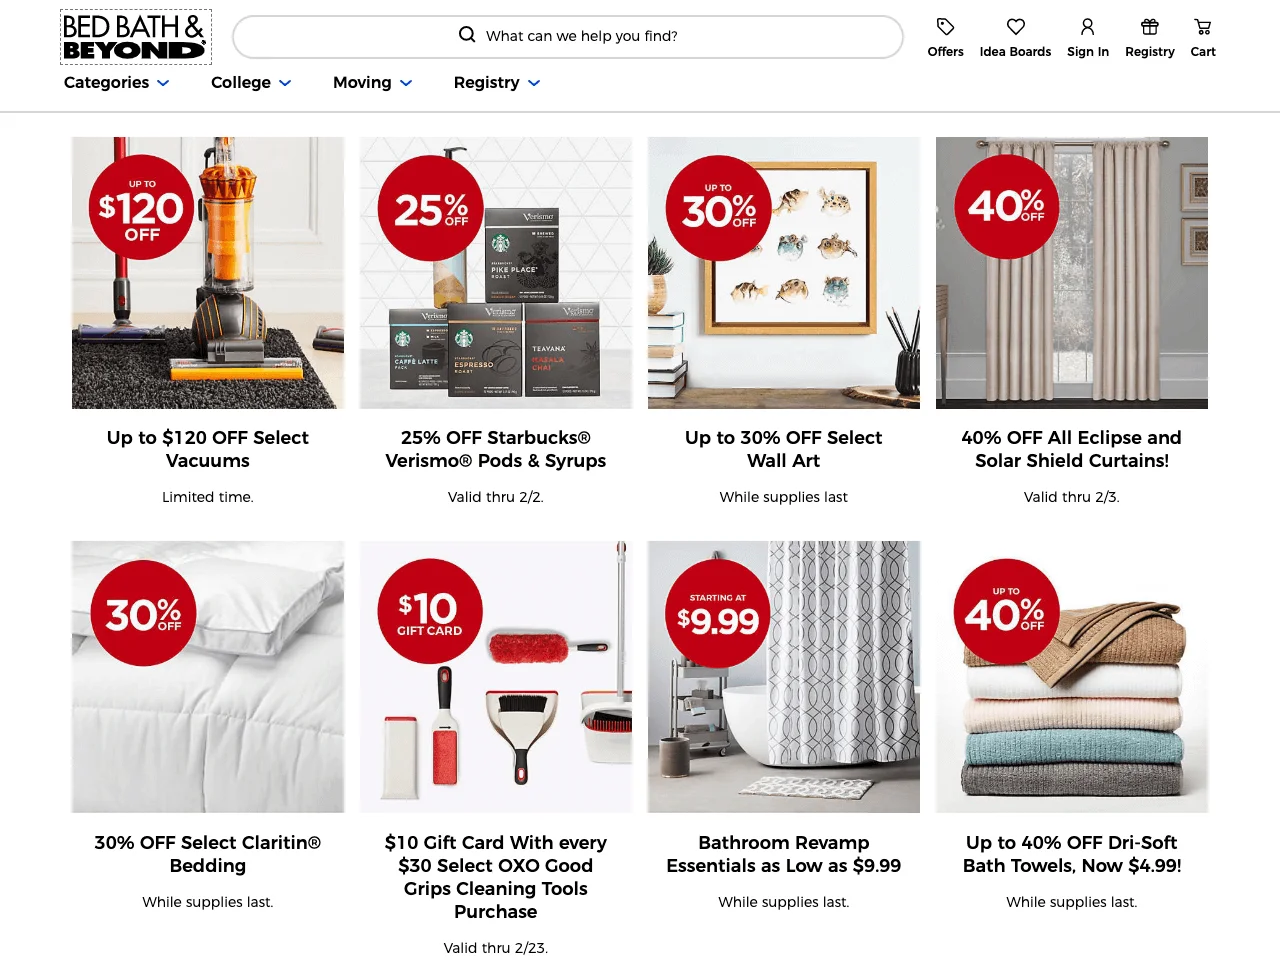 BED BATH &
BEYOND
What can we help you find?
Offers
Idea Boards
Sign In
Registry
Cart
Categories
College
Moving
Registry
UP TO
$120
OFF
25% OFF
Verismo
PIKE PLACE
ROAST
Verismo
CAFFÈ LATTE
Verismo
ESPRESSO
ROAST
Verismo
TEAVANA
MASALA
CHAI
UP TO
30% OFF
40% OFF
Up to $120 OFF Select
Vacuums
Limited time.
25% OFF Starbucks®
Verismo® Pods & Syrups
Valid thru 2/2.
Up to 30% OFF Select
Wall Art
While supplies last
40% OFF All Eclipse and
Solar Shield Curtains!
Valid thru 2/3.
30% OFF
$10
GIFT CARD
STARTING AT
$9.99
UP TO
40% OFF
30% OFF Select Claritin®
Bedding
While supplies last.
$10 Gift Card With every
$30 Select OXO Good
Grips Cleaning Tools
Purchase
Valid thru 2/23.
Bathroom Revamp
Essentials as Low as $9.99
While supplies last.
Up to 40% OFF Dri-Soft
Bath Towels, Now $4.99!
While supplies last.